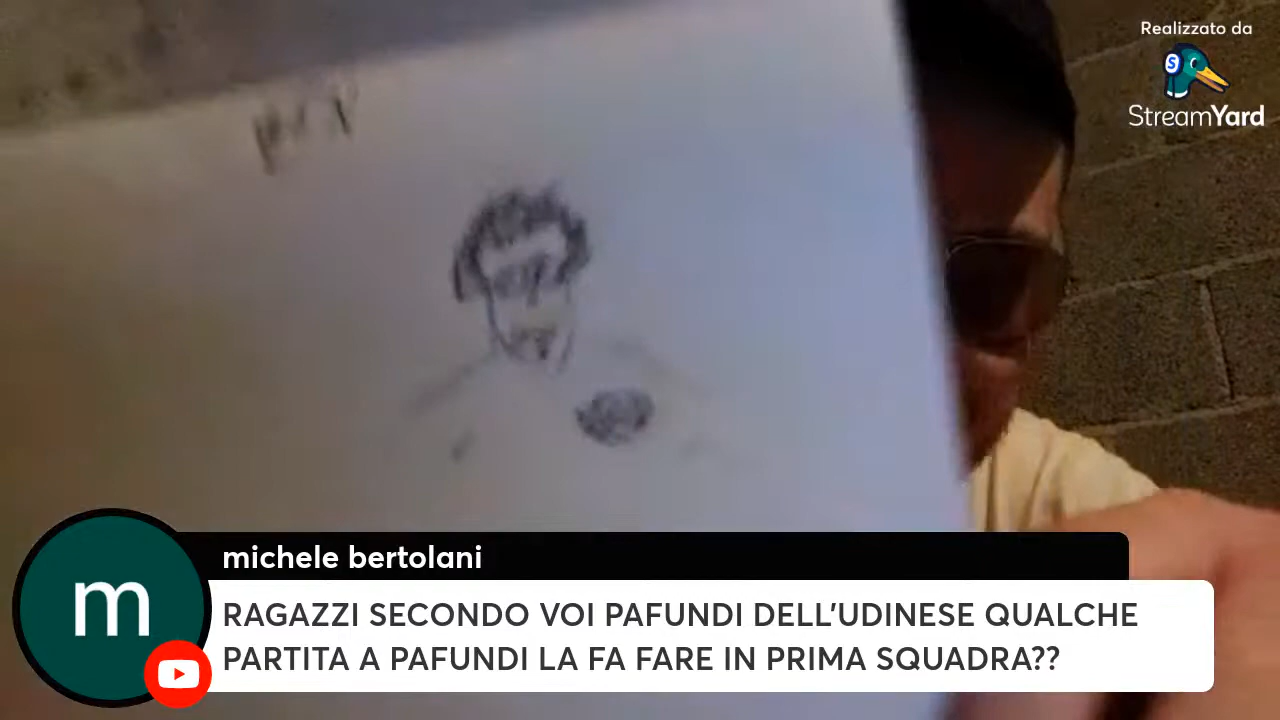 Realizzato da
S
StreamYard
michele bertolani
m
RAGAZZI SECONDO VOI PAFUNDI DELL'UDINESE QUALCHE
PARTITA A PAFUNDI LA FA FARE IN PRIMA SQUADRA??